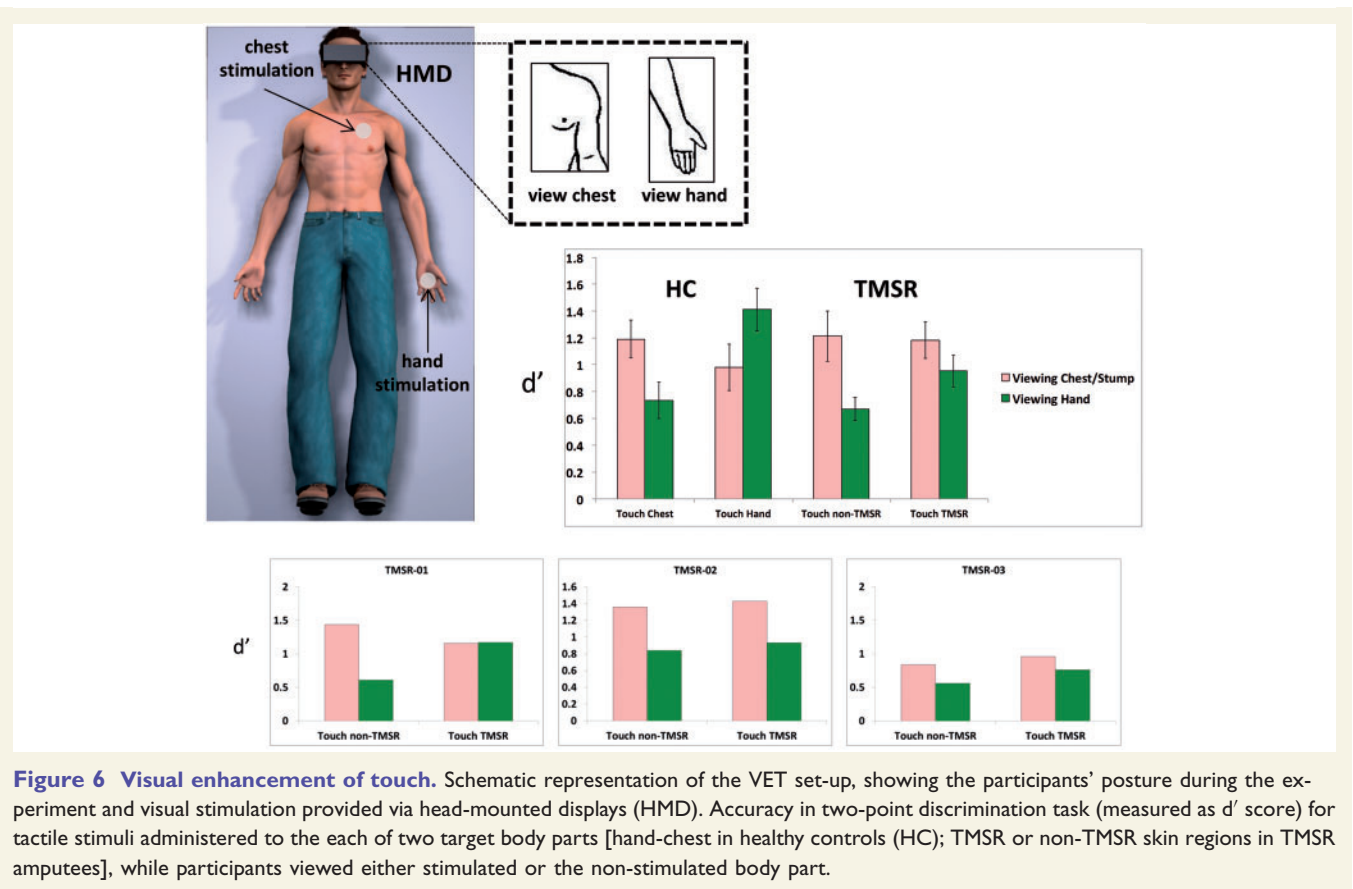 chest
stimulation
HMD
view chest view hand
hand
stimulation
1.8
1.6
1.4
1.2
1
0.8
0.6
0.4
0.2
0
d'
HC TMSR
Viewing Chest/Stump
Viewing Hand
Touch Chest Touch Hand Touch non-TMSR Touch TMSR
TMSR-01
2
1.5
1
0.5
0
d'
Touch non-TMSR Touch TMSR
TMSR-02
1.6
1.4
1.2
1
0.8
0.6
0.4
0.2
0
Touch non-TMSR Touch TMSR
TMSR-03
2
1.5
1
0.5
0
Touch non-TMSR Touch TMSR
Figure 6 Visual enhancement of touch. Schematic representation of the VET set-up, showing the participants' posture during the ex-
periment and visual stimulation provided via head-mounted displays (HMD). Accuracy in two-point discrimination task (measured as d′ score) for
tactile stimuli administered to the each of two target body parts [hand-chest in healthy controls (HC); TMSR or non-TMSR skin regions in TMSR
amputees], while participants viewed either stimulated or the non-stimulated body part.